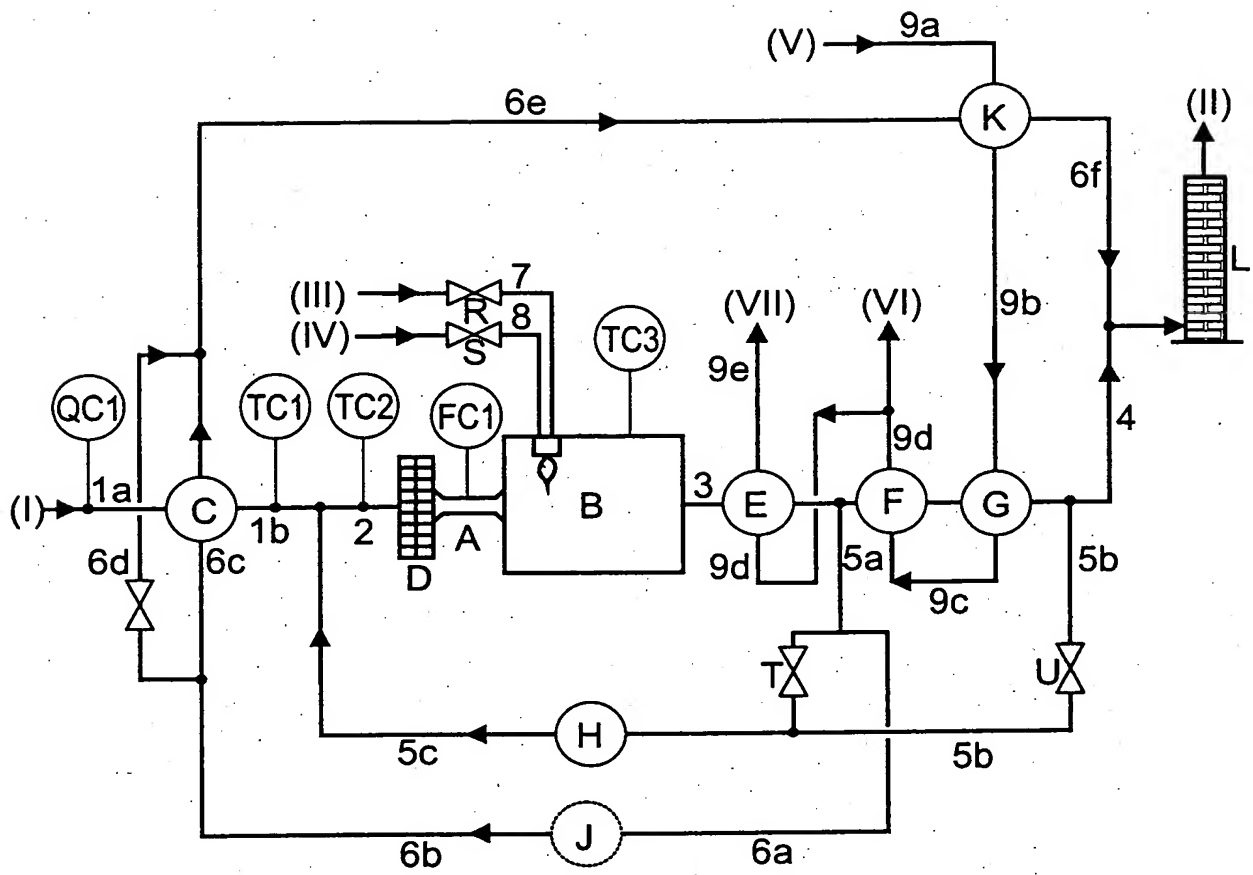 (V)
9a
6e
K
(II)
6f
L
(III)
7
R
(IV)
8
S
TC3
(VII)
(VI)
9b
9e
QC1
TC1
TC2
FC1
9d
4
(I)
1a
C
1b
2
D
A
B
3
E
F
G
6d
6c
9d
5a
9c
5b
T
U
5c
H
5b
6b
J
6a